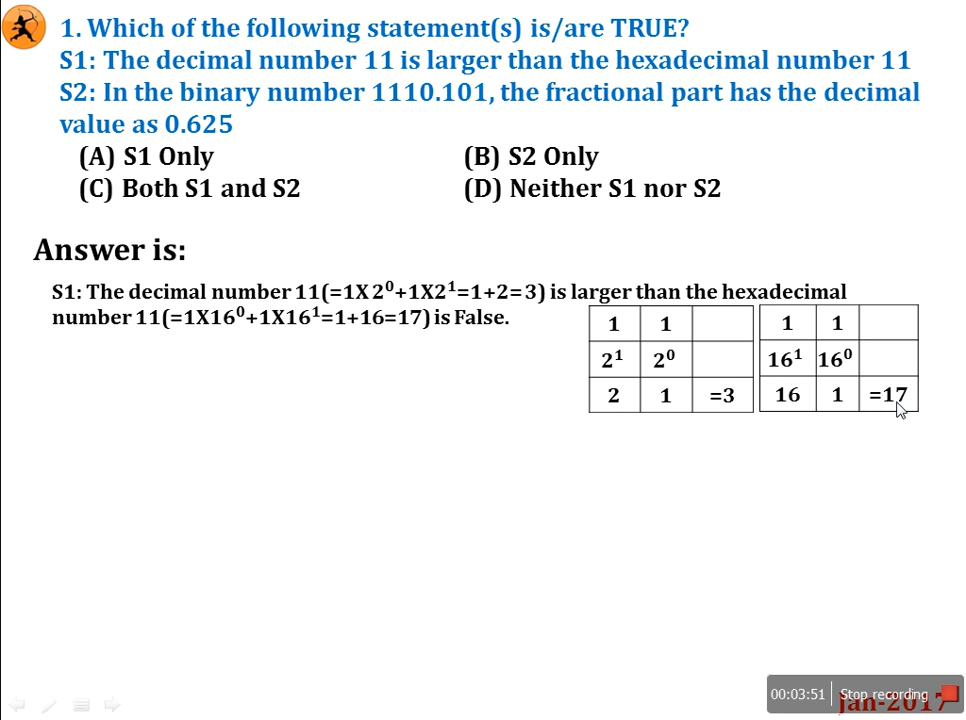 1. Which of the following statement(s) is/are TRUE?
S1: The decimal number 11 is larger than the hexadecimal number 11
S2: In the binary number 1110.101, the fractional part has the decimal
value as 0.625
(A) S1 Only (B) S2 Only
(C) Both S1 and S2 (D) Neither S1 nor S2
Answer is:
S1: The decimal number 11(=1X2⁰+1X2¹=1+2=3) is larger than the hexadecimal
number 11(=1X16⁰+1X16¹=1+16=17) is False.
1 1
2¹ 2⁰
2 1 =3
1 1
16¹ 16⁰
16 1 =17
00:03:51 Stop recording
Jan-2017